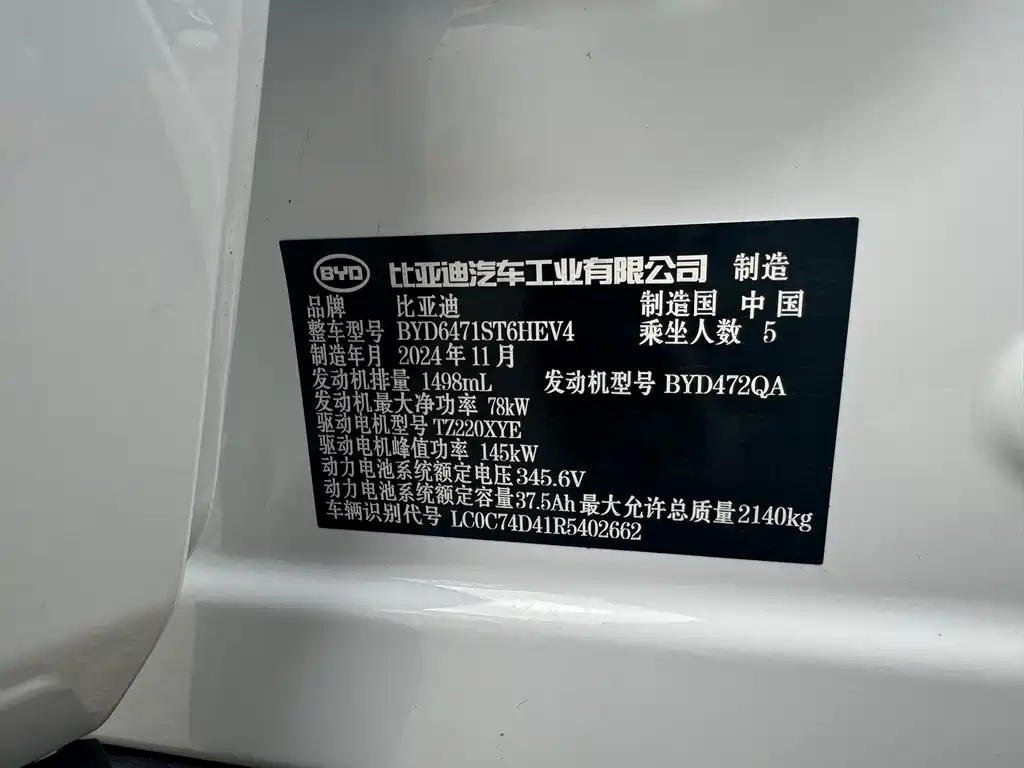 BYD 比亚迪汽车工业有限公司 制造
品牌 比亚迪 制造国 中国
整车型号 BYD6471ST6HEV4 乘坐人数 5
制造年月 2024年11月
发动机排量 1498mL 发动机型号 BYD472QA
发动机最大净功率 78kW
驱动电机型号 TZ220XYE
驱动电机峰值功率 145kW
动力电池系统额定电压 345.6V
动力电池系统额定容量 37.5Ah 最大允许总质量 2140kg
车辆识别代号 LC0C74D41R5402662